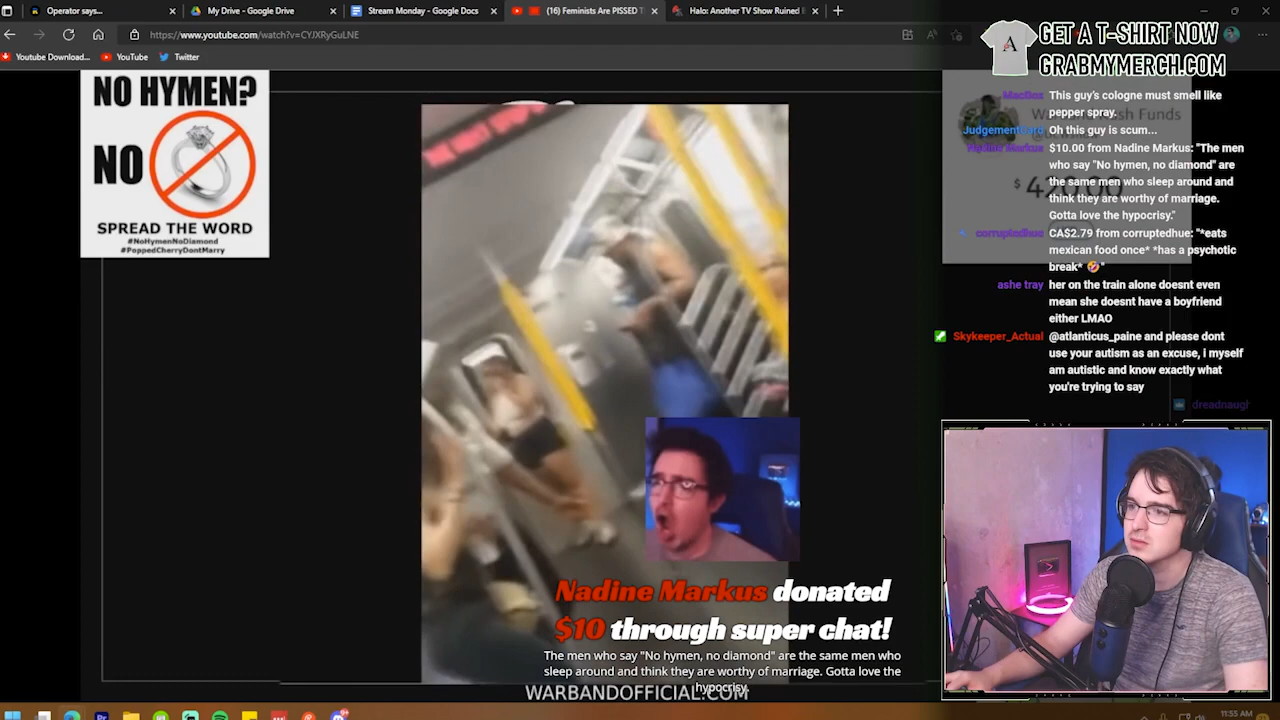 Operator says...
My Drive - Google Drive
Stream Monday - Google Docs
(16) Feminists Are PISSED T
Halo: Another TV Show Ruined
https://www.youtube.com/watch?v=CYJXRyGuLNE
Youtube Download...
YouTube
Twitter
GET A T-SHIRT NOW
GRABMYMERCH.COM
NO HYMEN?
NO
SPREAD THE WORD
#NoHymenNoDiamond
#PoppedCherryDontMarry
This guy's cologne must smell like
pepper spray.
Oh this guy is scum...
Nadine Markus $10.00 from Nadine Markus: "The men
who say "No hymen, no diamond" are
the same men who sleep around and
think they are worthy of marriage.
Gotta love the hypocrisy."
corruptedhue CA$2.79 from corruptedhue: "*eats
mexican food once* *has a psychotic
break* 🤣"
ashe tray her on the train alone doesnt even
mean she doesnt have a boyfriend
either LMAO
Skykeeper_Actual @atlanticus_paine and please dont
use your autism as an excuse, i myself
am autistic and know exactly what
you're trying to say
dreadnaugh
Nadine Markus donated
$10 through super chat!
The men who say "No hymen, no diamond" are the same men who
sleep around and think they are worthy of marriage. Gotta love the
hypocrisy.
WARBANDOFFICIAL.COM
11:55 AM